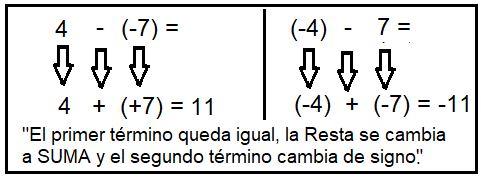 4 - (-7) =
4 + (+7) = 11
(-4) - 7 =
(-4) + (-7) = -11
"El primer término queda igual, la Resta se cambia
a SUMA y el segundo término cambia de signo."